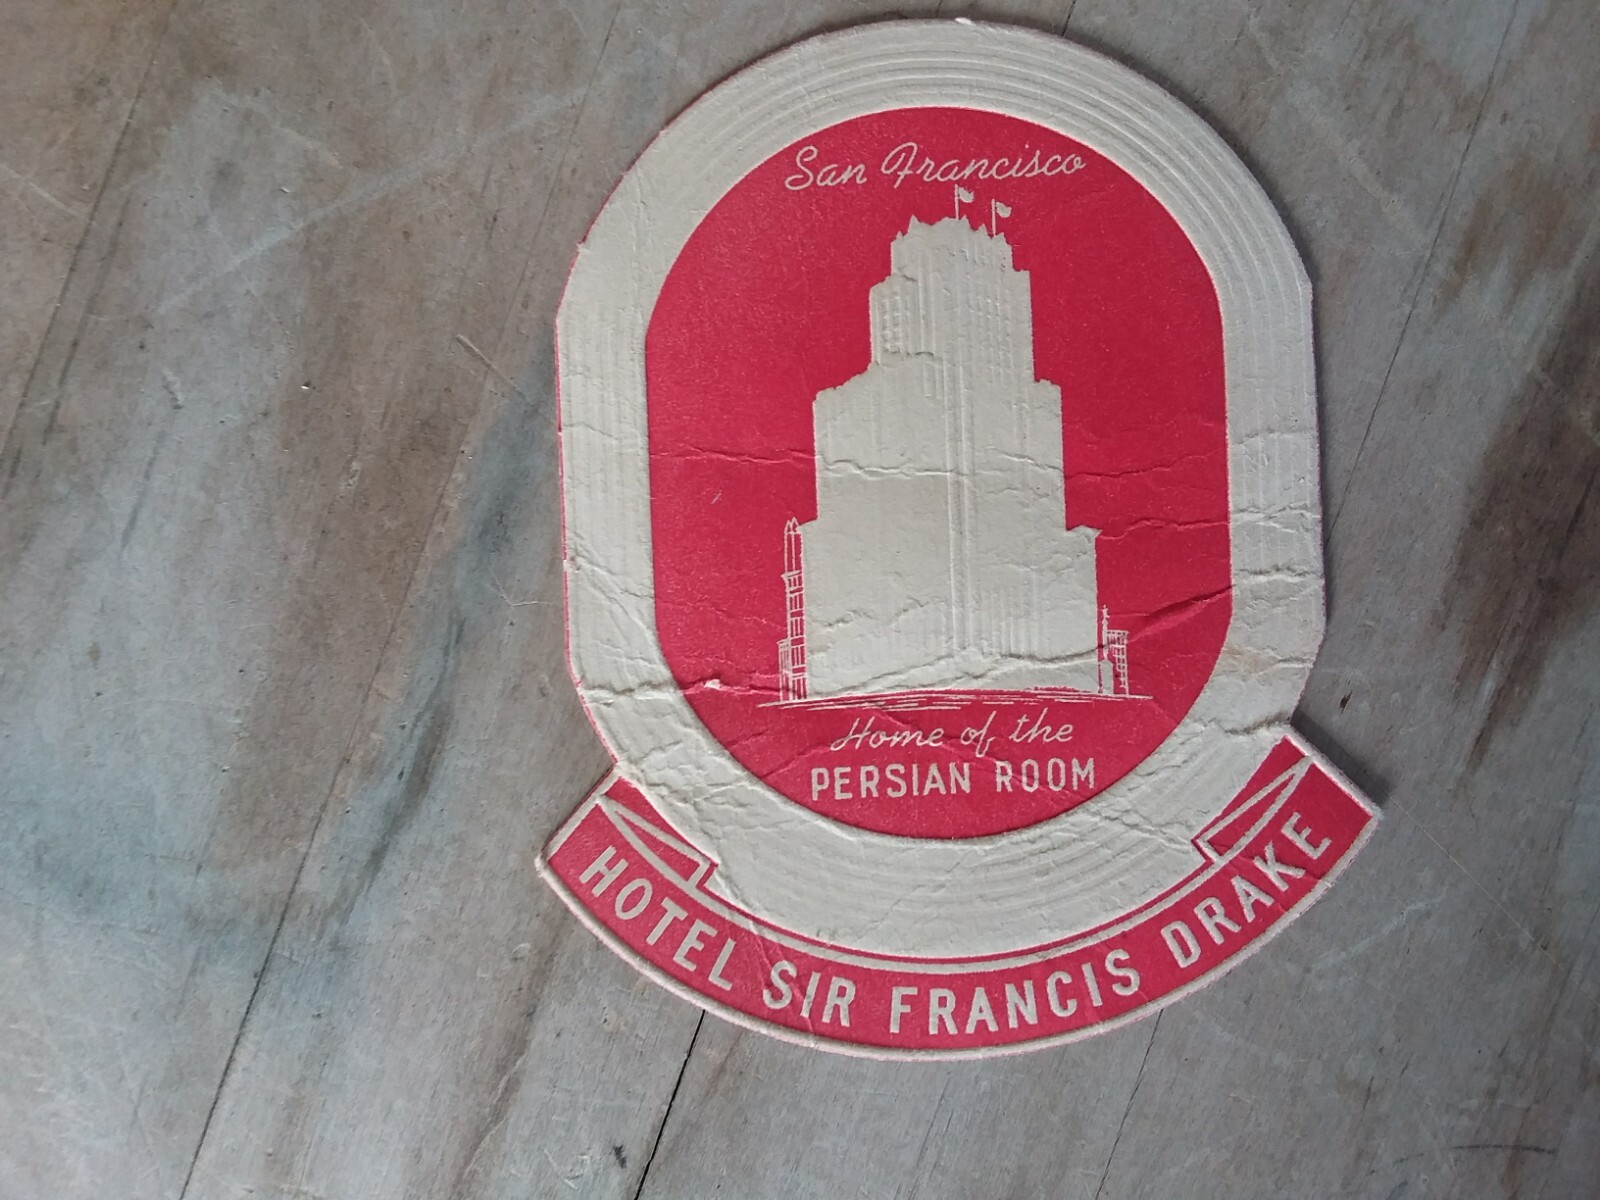 San Francisco
Home of the
PERSIAN ROOM
HOTEL SIR FRANCIS DRAKE